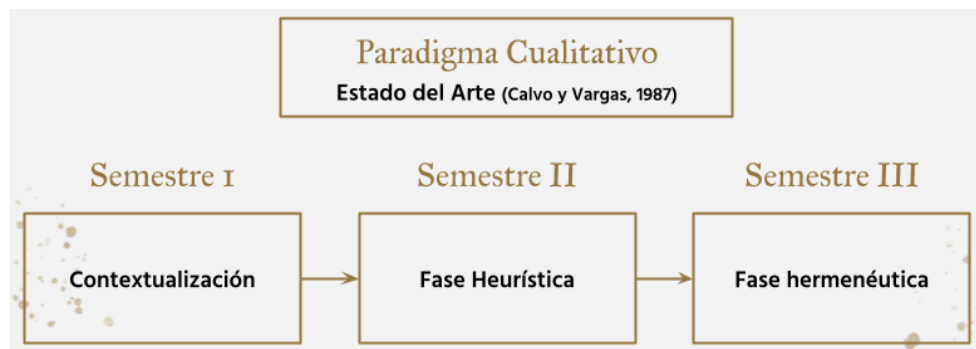 Paradigma Cualitativo
Estado del Arte (Calvo y Vargas, 1987)
Semestre I
Semestre II
Semestre III
Contextualización
Fase Heurística
Fase hermenéutica